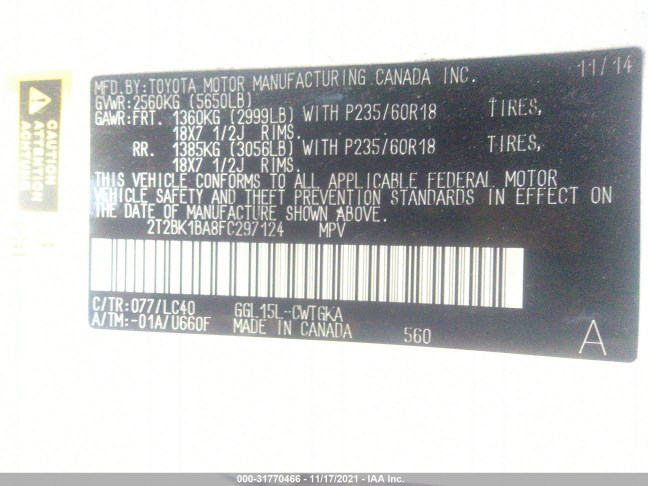 CAUTION
ATTENTION
ACHTUNG
MFD.BY:TOYOTA MOTOR MANUFACTURING CANADA INC. 11/14
GVWR:2560KG (5650LB)
GAWR:FRT. 1360KG (2999LB) WITH P235/60R18 TIRES,
18X7 1/2J RIMS.
RR. 1385KG (3056LB) WITH P235/60R18 TIRES,
18X7 1/2J RIMS.
THIS VEHICLE CONFORMS TO ALL APPLICABLE FEDERAL MOTOR
VEHICLE SAFETY AND THEFT PREVENTION STANDARDS IN EFFECT ON
THE DATE OF MANUFACTURE SHOWN ABOVE.
2T2BK1BA8FC297124 MPV
C/TR:077/LC40 GGL15L-CWTGKA
A/TM:-01A/U660F MADE IN CANADA 560 A
000-31770466 - 11/17/2021 - IAA Inc.